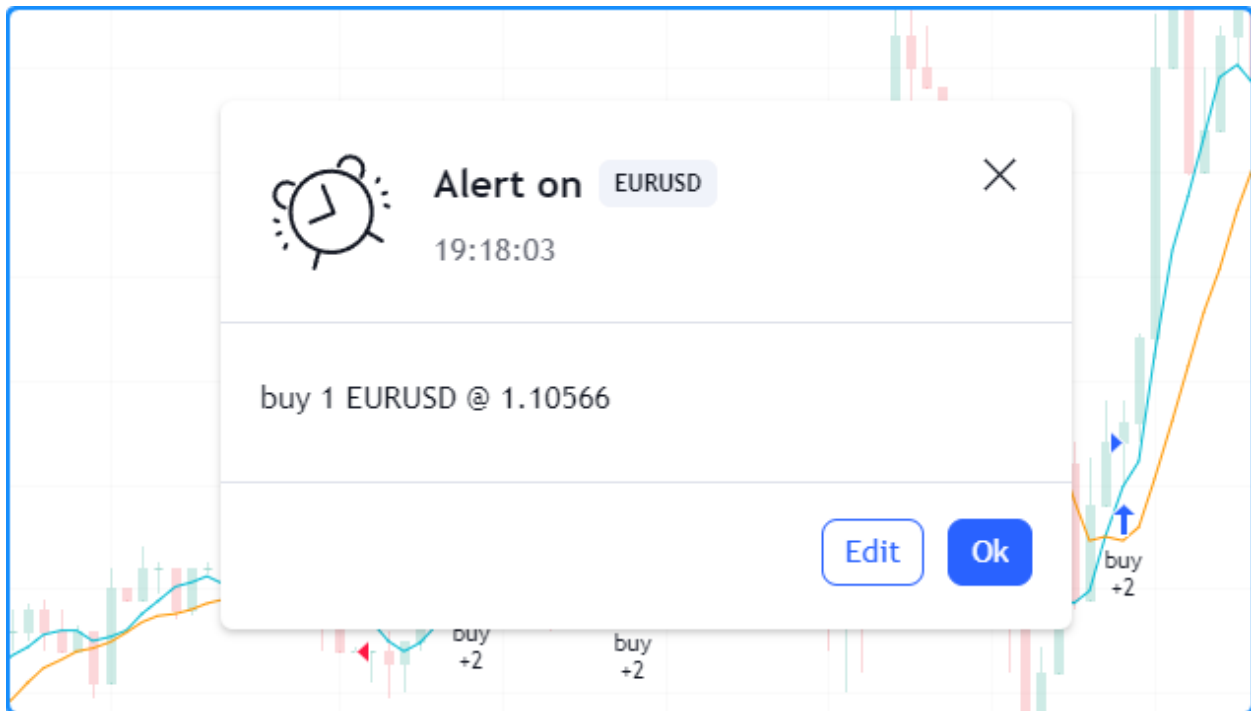 Alert on EURUSD
19:18:03
buy 1 EURUSD @ 1.10566
Edit Ok
buy
+2
buy
+2
buy
+2